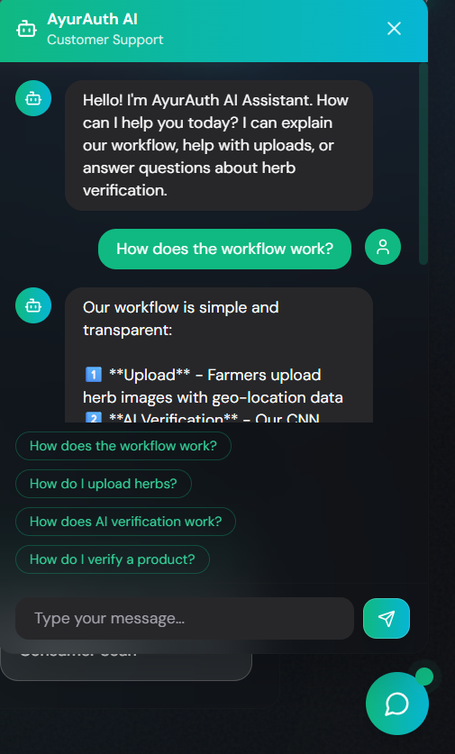 AyurAuth AI
Customer Support
Hello! I'm AyurAuth AI Assistant. How
can I help you today? I can explain
our workflow, help with uploads, or
answer questions about herb
verification.
How does the workflow work?
Our workflow is simple and
transparent:
1️⃣ **Upload** - Farmers upload
herb images with geo-location data
2️⃣ **AI Verification** - Our CNN
How does the workflow work?
How do I upload herbs?
How does AI verification work?
How do I verify a product?
Type your message...
Consumer Scan